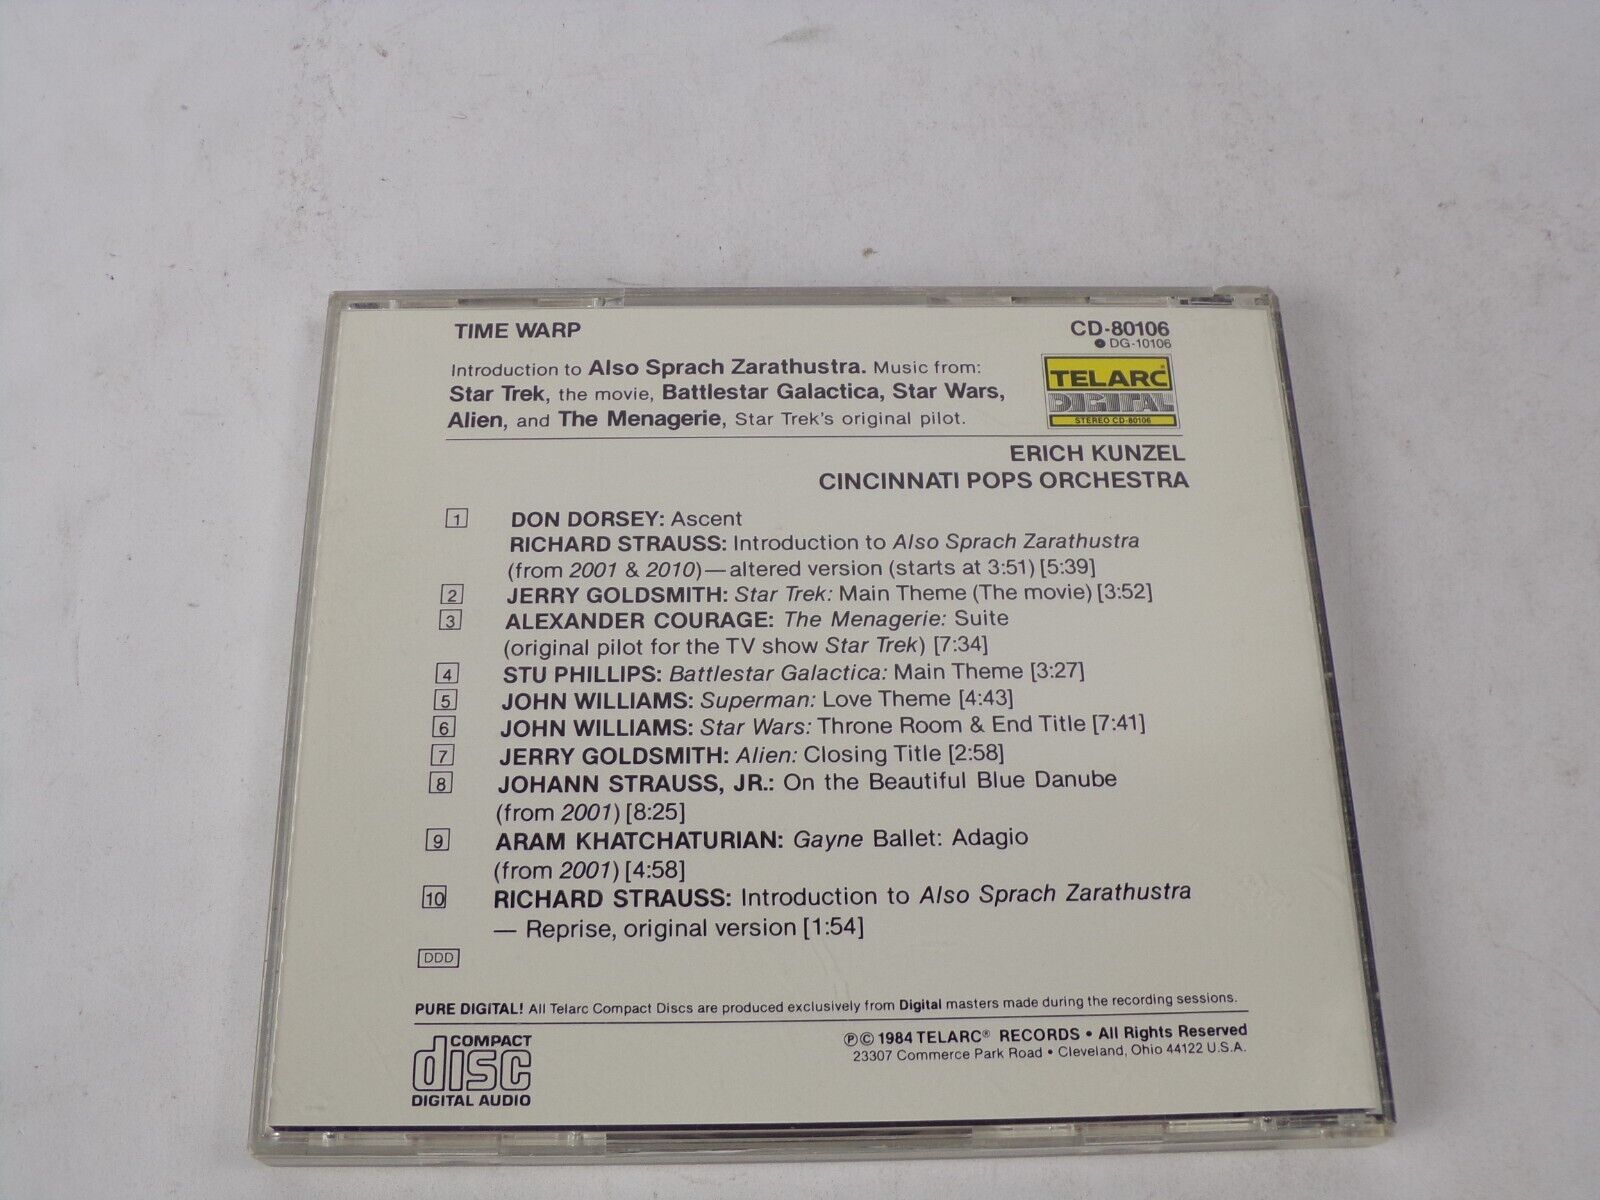 TIME WARP
CD-80106
DG-10106
Introduction to Also Sprach Zarathustra. Music from:
Star Trek, the movie, Battlestar Galactica, Star Wars,
Alien, and The Menagerie, Star Trek's original pilot.
TELARC
DIGITAL
STEREO CD-80106
ERICH KUNZEL
CINCINNATI POPS ORCHESTRA
1 DON DORSEY: Ascent
RICHARD STRAUSS: Introduction to Also Sprach Zarathustra
(from 2001 & 2010)—altered version (starts at 3:51) [5:39]
2 JERRY GOLDSMITH: Star Trek: Main Theme (The movie) [3:52]
3 ALEXANDER COURAGE: The Menagerie: Suite
(original pilot for the TV show Star Trek) [7:34]
4 STU PHILLIPS: Battlestar Galactica: Main Theme [3:27]
5 JOHN WILLIAMS: Superman: Love Theme [4:43]
6 JOHN WILLIAMS: Star Wars: Throne Room & End Title [7:41]
7 JERRY GOLDSMITH: Alien: Closing Title [2:58]
8 JOHANN STRAUSS, JR.: On the Beautiful Blue Danube
(from 2001) [8:25]
9 ARAM KHATCHATURIAN: Gayne Ballet: Adagio
(from 2001) [4:58]
10 RICHARD STRAUSS: Introduction to Also Sprach Zarathustra
— Reprise, original version [1:54]
DDD
PURE DIGITAL! All Telarc Compact Discs are produced exclusively from Digital masters made during the recording sessions.
COMPACT
disc
DIGITAL AUDIO
℗© 1984 TELARC® RECORDS • All Rights Reserved
23307 Commerce Park Road • Cleveland, Ohio 44122 U.S.A.